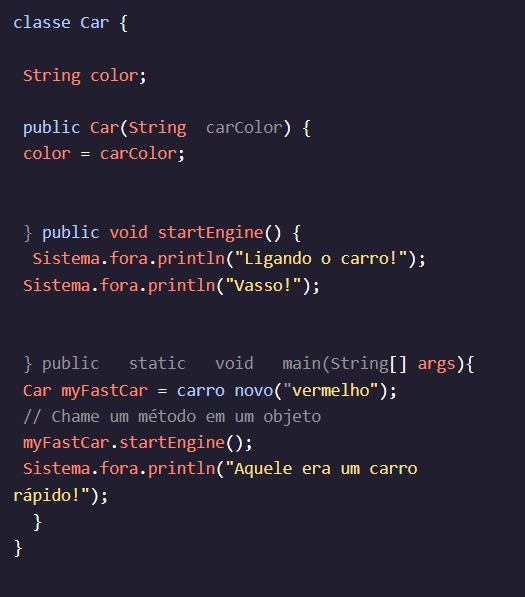 classe Car {
String color;
public Car(String carColor) {
color = carColor;
} public void startEngine() {
Sistema.fora.println("Ligando o carro!");
Sistema.fora.println("Vasso!");
} public static void main(String[] args){
Car myFastCar = carro novo("vermelho");
// Chame um método em um objeto
myFastCar.startEngine();
Sistema.fora.println("Aquele era um carro
rápido!");
}
}